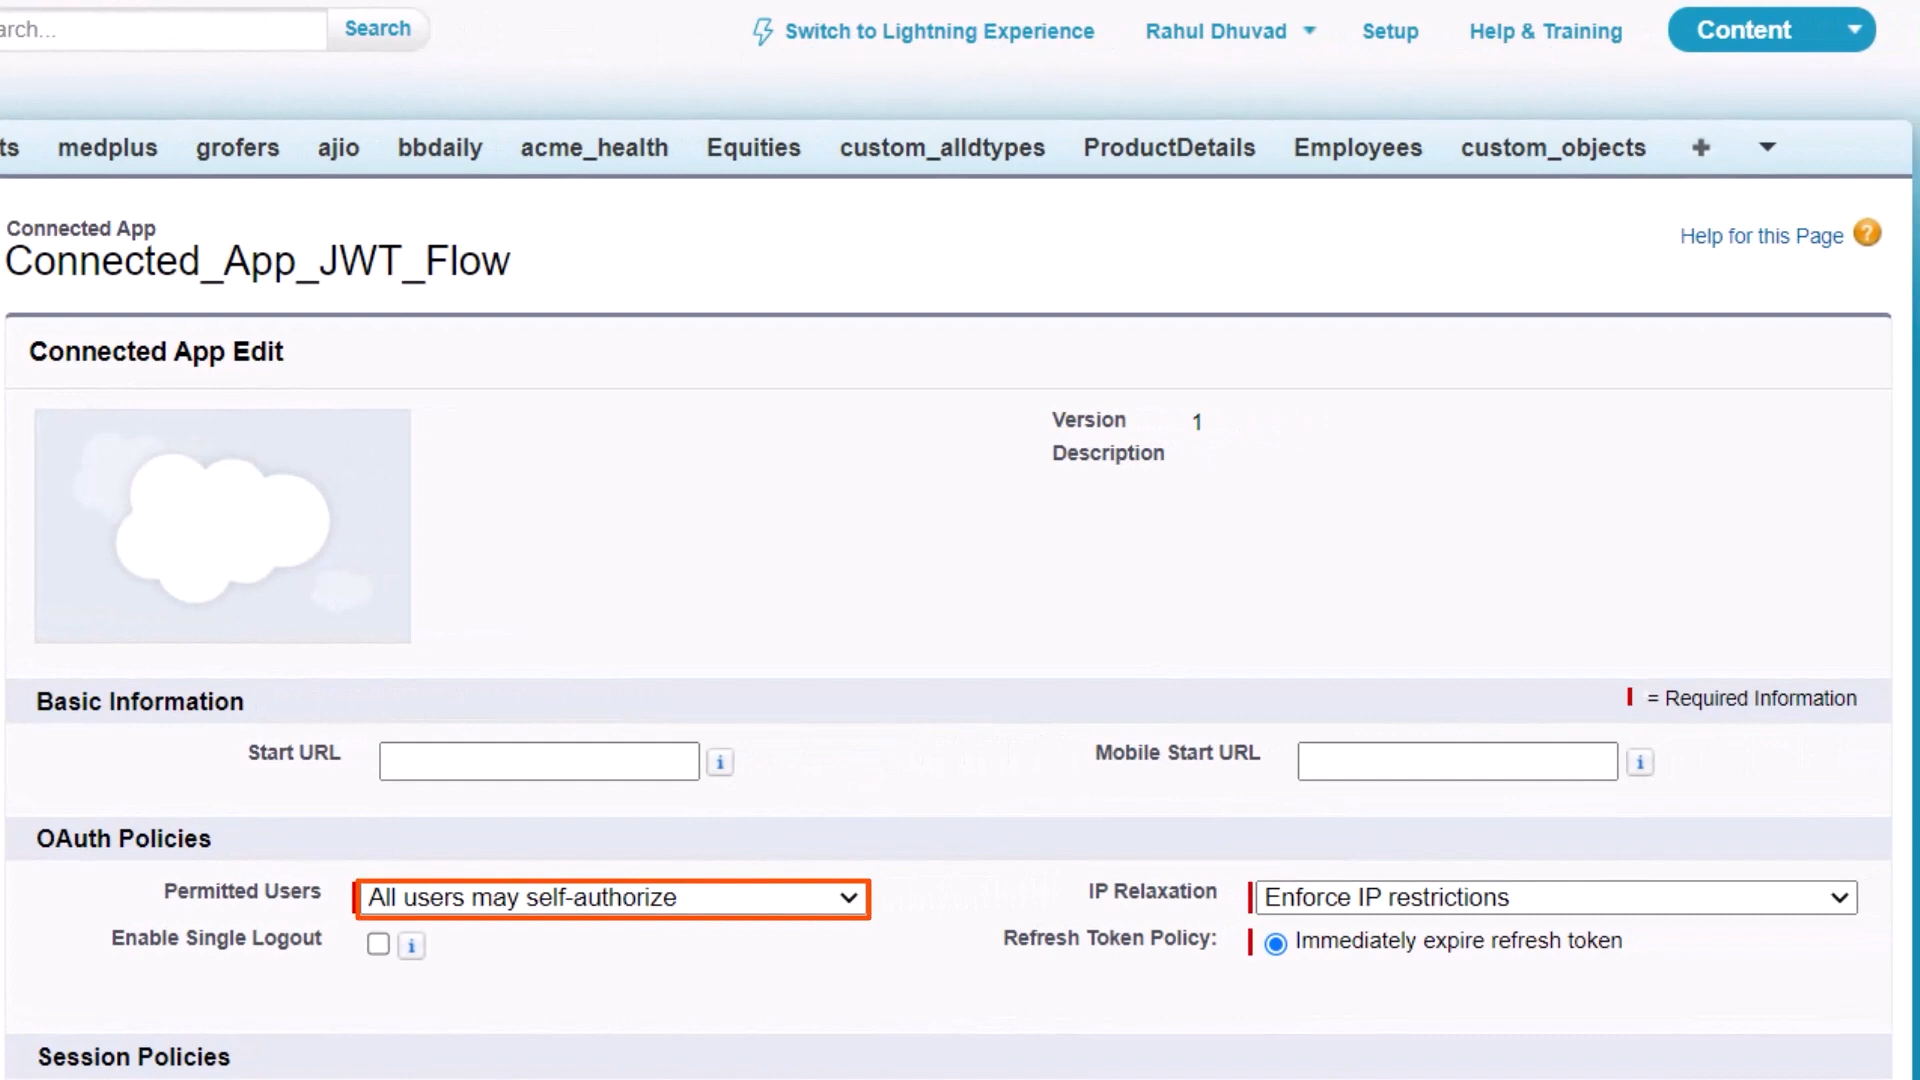 arch...
Search
Switch to Lightning Experience
Rahul Dhuvad
Setup
Help & Training
Content
ts medplus grofers ajio bbdaily acme_health Equities custom_alldtypes ProductDetails Employees custom_objects +
Connected App
Connected_App_JWT_Flow
Help for this Page ?
Connected App Edit
Version 1
Description
Basic Information
= Required Information
Start URL i
Mobile Start URL i
OAuth Policies
Permitted Users All users may self-authorize
IP Relaxation Enforce IP restrictions
Enable Single Logout i
Refresh Token Policy: Immediately expire refresh token
Session Policies